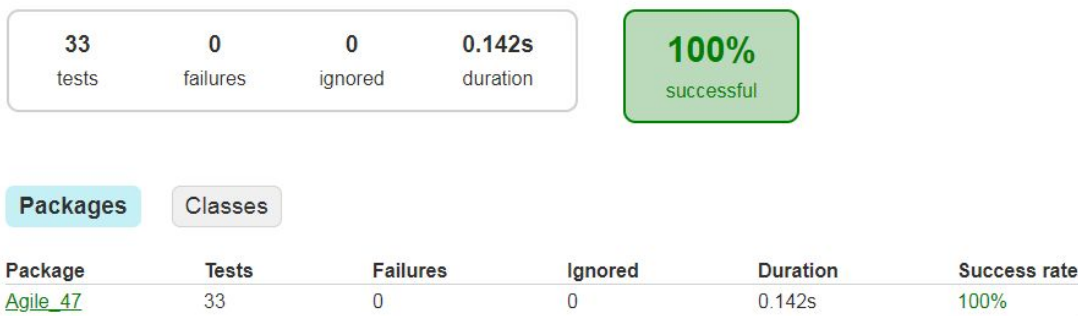 33 0 0 0.142s
tests failures ignored duration
100%
successful
Packages Classes
Package Tests Failures Ignored Duration Success rate
Agile_47 33 0 0 0.142s 100%